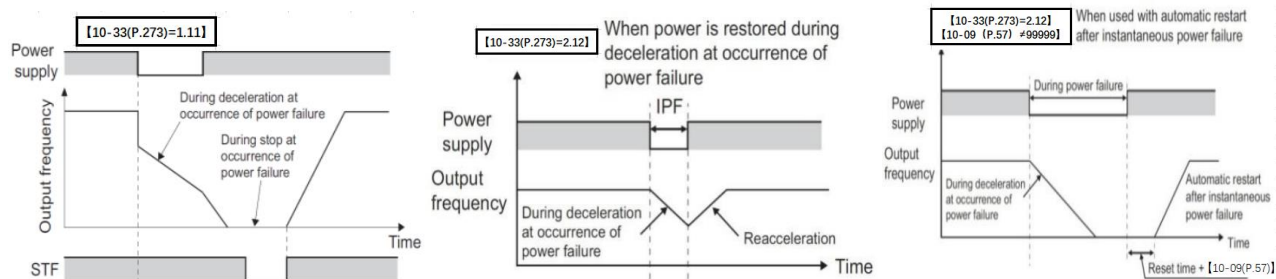 【10-33(P.273)=1.11】
Power
supply
Output frequency
During deceleration at
occurrence of power failure
During stop at
occurrence of
power failure
Time
STF
【10-33(P.273)=2.12】
When power is restored during
deceleration at occurrence of
power failure
IPF
Power
supply
Output
frequency
During deceleration
at occurrence of
power failure
Reacceleration
Time
【10-33(P.273)=2.12】
【10-09（P.57）≠99999】
When used with automatic restart
after instantaneous power failure
During power failure
Power
supply
Output
frequency
During deceleration
at occurrence of
power failure
Automatic restart
after instantaneous
power failure
Time
Reset time +【10-09(P.57)】